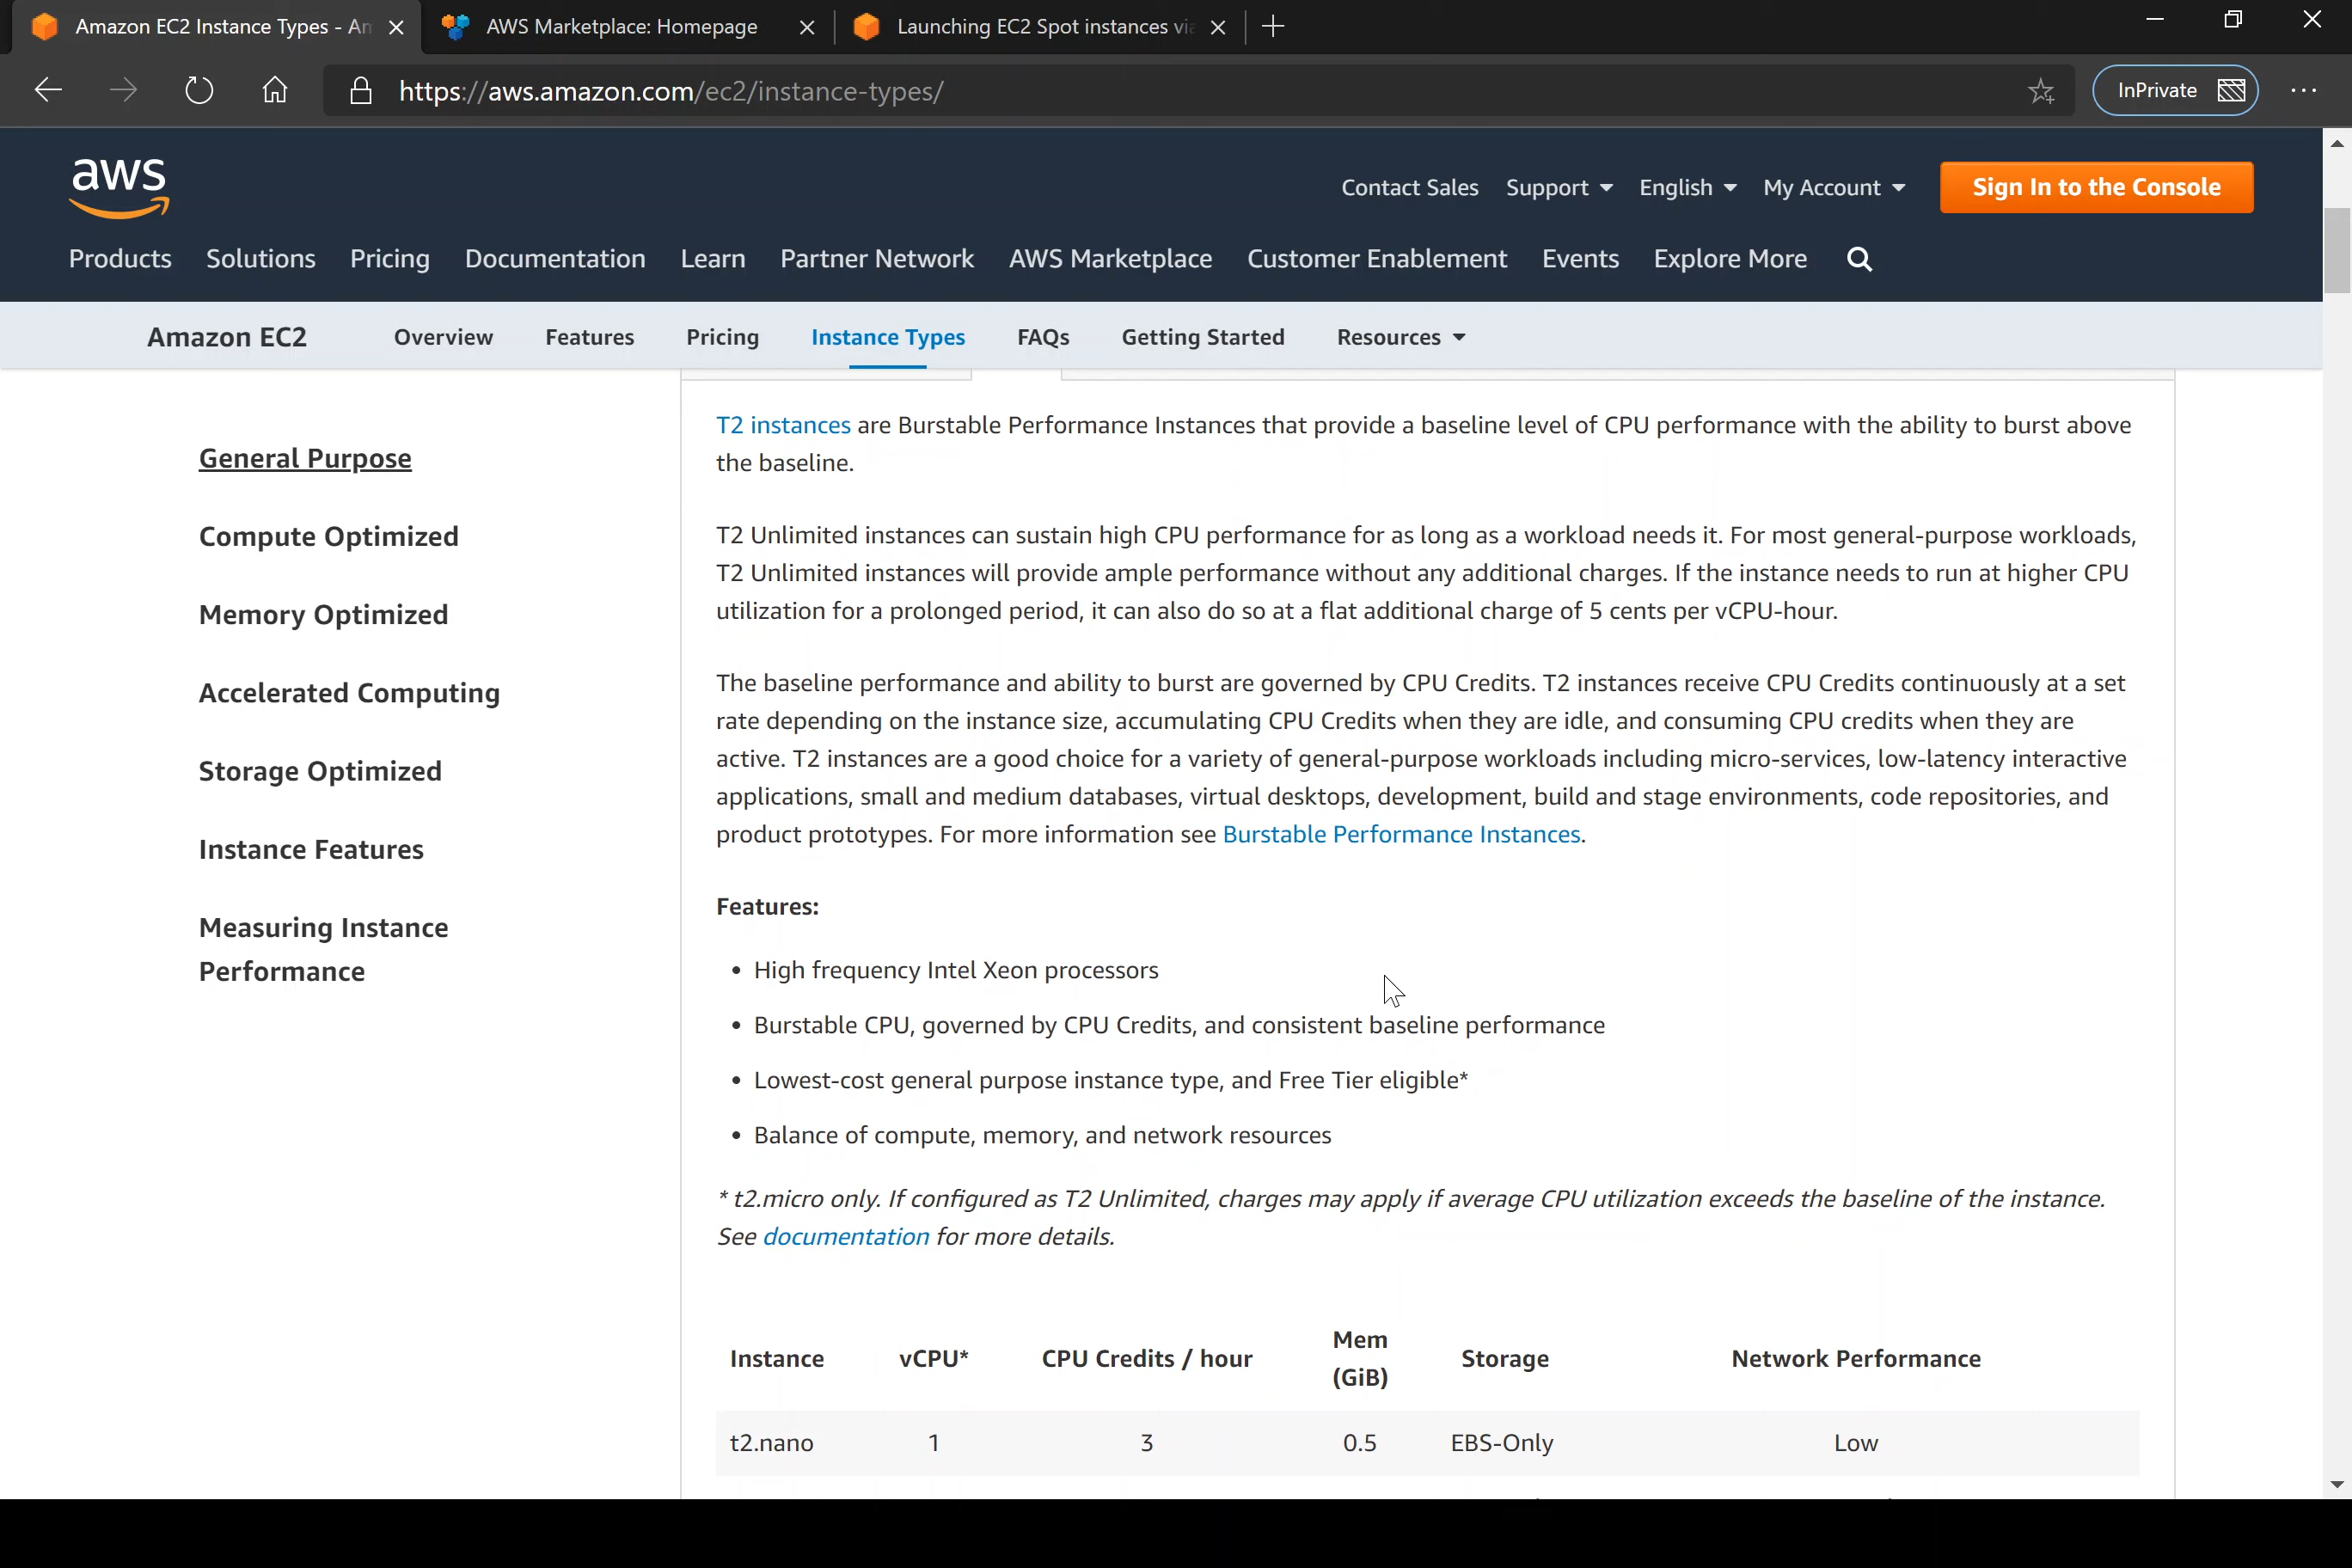 Amazon EC2 Instance Types - Am
AWS Marketplace: Homepage
Launching EC2 Spot instances via
https://aws.amazon.com/ec2/instance-types/
InPrivate
aws
Contact Sales Support English My Account Sign In to the Console
Products Solutions Pricing Documentation Learn Partner Network AWS Marketplace Customer Enablement Events Explore More
Amazon EC2 Overview Features Pricing Instance Types FAQs Getting Started Resources
General Purpose
Compute Optimized
Memory Optimized
Accelerated Computing
Storage Optimized
Instance Features
Measuring Instance
Performance
T2 instances are Burstable Performance Instances that provide a baseline level of CPU performance with the ability to burst above
the baseline.
T2 Unlimited instances can sustain high CPU performance for as long as a workload needs it. For most general-purpose workloads,
T2 Unlimited instances will provide ample performance without any additional charges. If the instance needs to run at higher CPU
utilization for a prolonged period, it can also do so at a flat additional charge of 5 cents per vCPU-hour.
The baseline performance and ability to burst are governed by CPU Credits. T2 instances receive CPU Credits continuously at a set
rate depending on the instance size, accumulating CPU Credits when they are idle, and consuming CPU credits when they are
active. T2 instances are a good choice for a variety of general-purpose workloads including micro-services, low-latency interactive
applications, small and medium databases, virtual desktops, development, build and stage environments, code repositories, and
product prototypes. For more information see Burstable Performance Instances.
Features:
• High frequency Intel Xeon processors
• Burstable CPU, governed by CPU Credits, and consistent baseline performance
• Lowest-cost general purpose instance type, and Free Tier eligible*
• Balance of compute, memory, and network resources
* t2.micro only. If configured as T2 Unlimited, charges may apply if average CPU utilization exceeds the baseline of the instance.
See documentation for more details.
Instance vCPU* CPU Credits / hour Mem (GiB) Storage Network Performance
t2.nano 1 3 0.5 EBS-Only Low